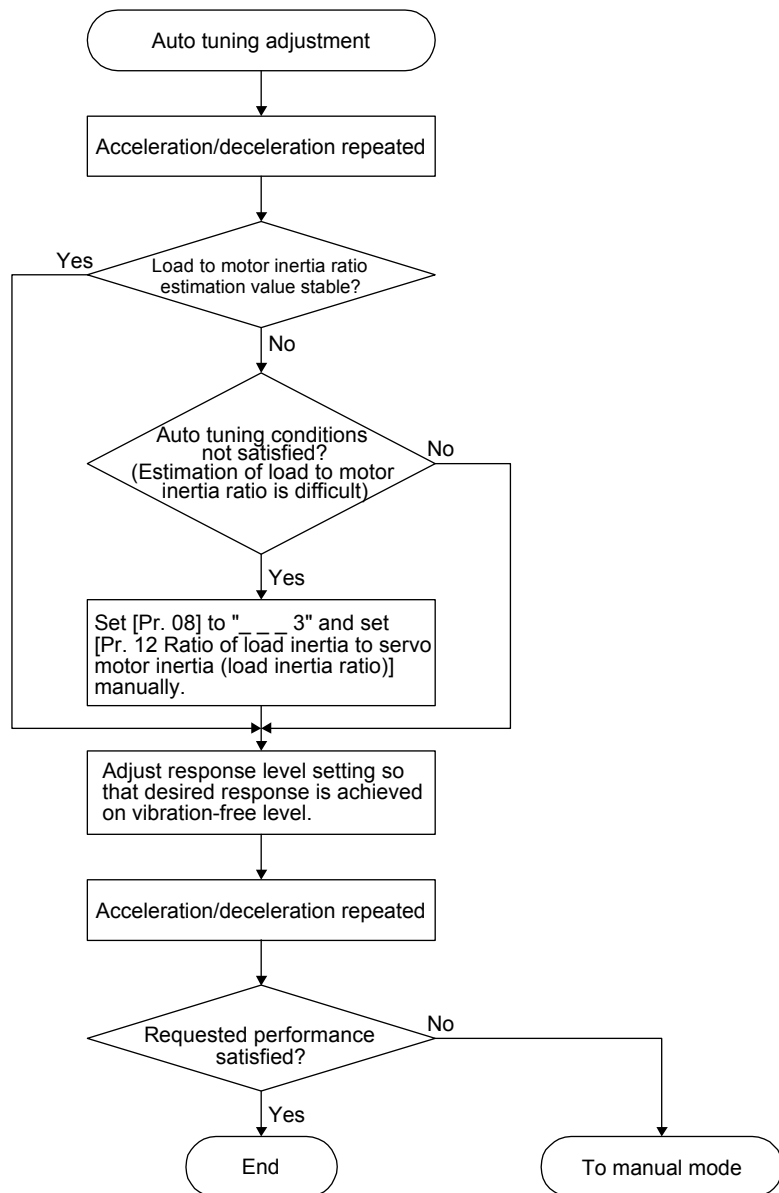 Auto tuning adjustment
Acceleration/deceleration repeated
Yes
Load to motor inertia ratio
estimation value stable?
No
Auto tuning conditions
not satisfied?
(Estimation of load to motor
inertia ratio is difficult)
No
Yes
Set [Pr. 08] to "_ _ _ 3" and set
[Pr. 12 Ratio of load inertia to servo
motor inertia (load inertia ratio)]
manually.
Adjust response level setting so
that desired response is achieved
on vibration-free level.
Acceleration/deceleration repeated
Requested performance
satisfied?
No
Yes
End
To manual mode